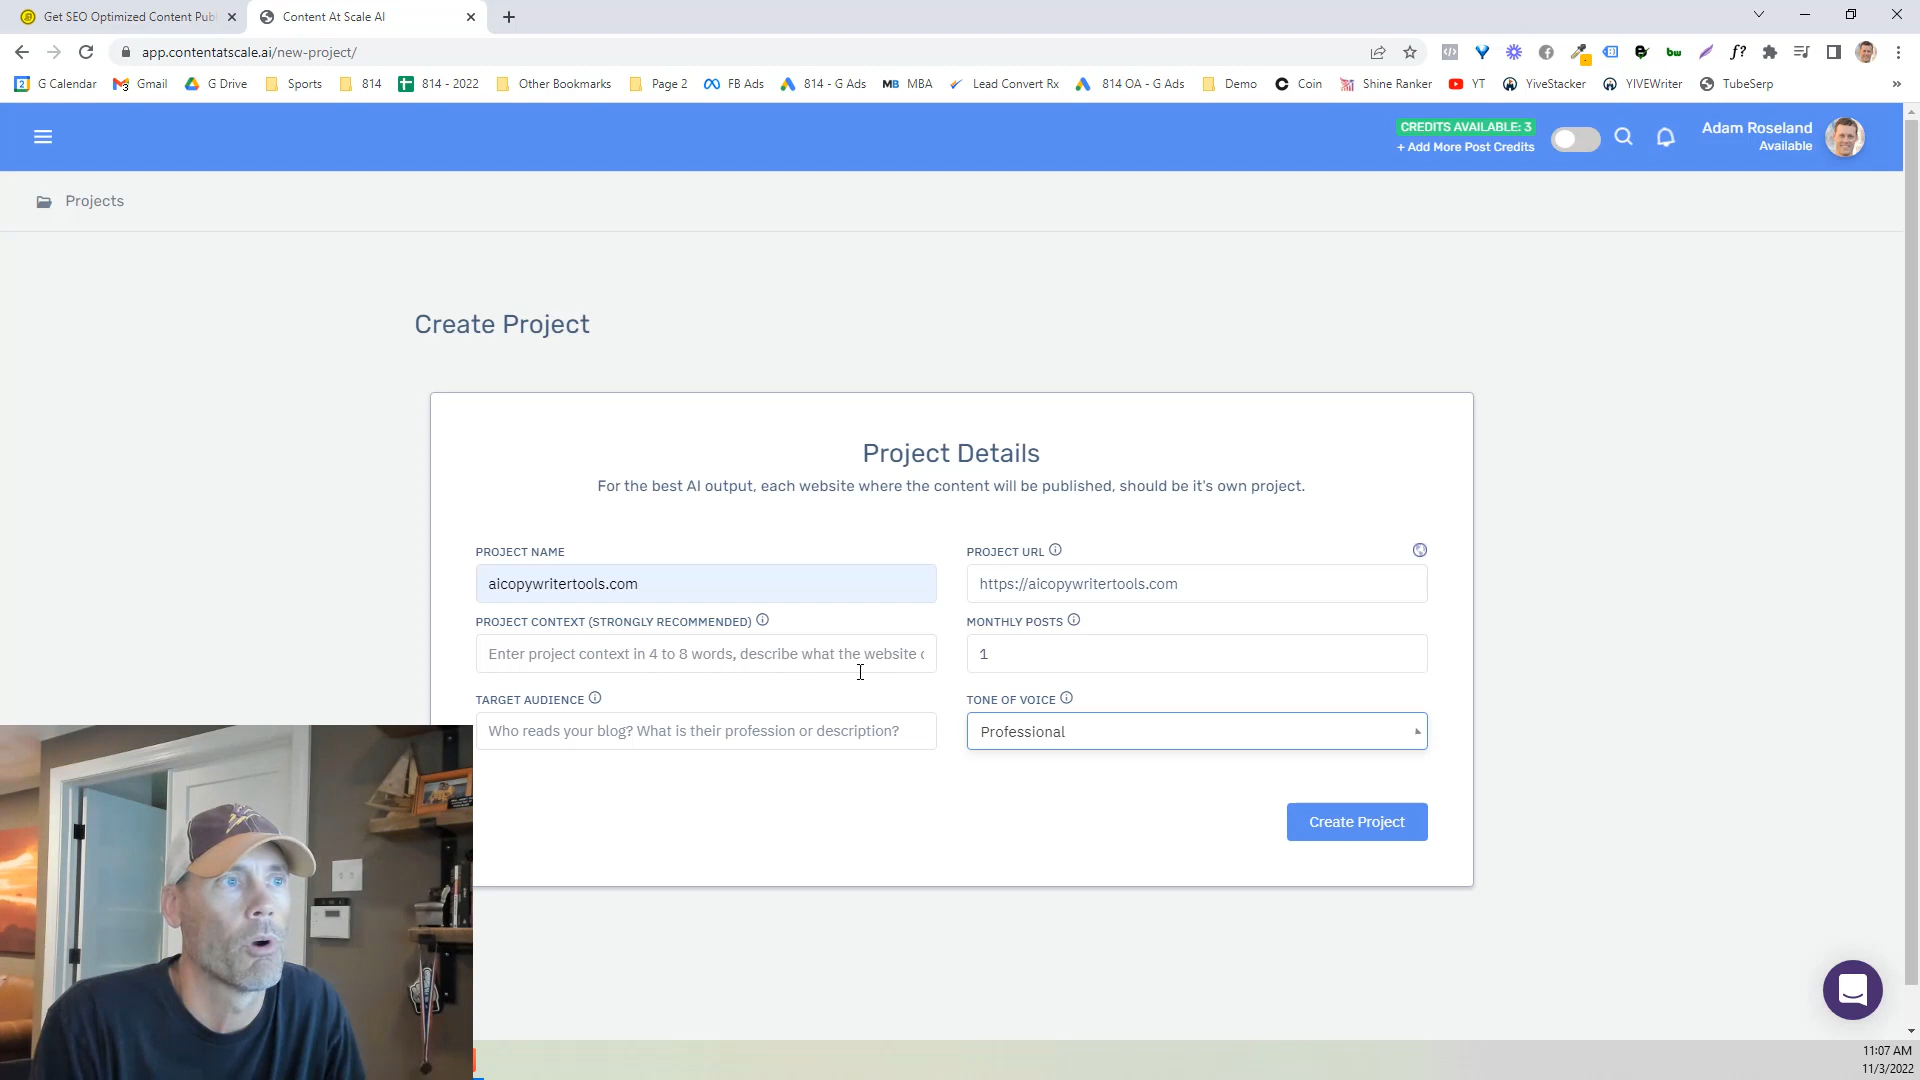 Get SEO Optimized Content Publ
Content At Scale AI
app.contentatscale.ai/new-project/
G Calendar
Gmail
G Drive
Sports
814
814 - 2022
Other Bookmarks
Page 2
FB Ads
814 - G Ads
MB MBA
Lead Convert Rx
814 OA - G Ads
Demo
Coin
Shine Ranker
YT
YiveStacker
YIVEWriter
TubeSerp
CREDITS AVAILABLE: 3
+ Add More Post Credits
Adam Roseland
Available
Projects
Create Project
Project Details
For the best AI output, each website where the content will be published, should be it's own project.
PROJECT NAME
PROJECT URL
aicopywritertools.com
https://aicopywritertools.com
PROJECT CONTEXT (STRONGLY RECOMMENDED)
MONTHLY POSTS
Enter project context in 4 to 8 words, describe what the website
1
TARGET AUDIENCE
TONE OF VOICE
Who reads your blog? What is their profession or description?
Professional
Create Project
11:07 AM
11/3/2022